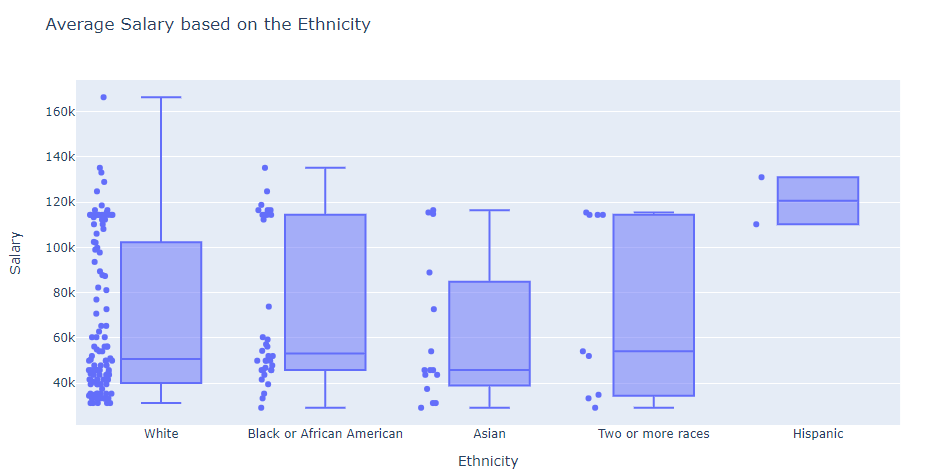 Average Salary based on the Ethnicity
160k
140k
120k
100k
80k
60k
40k
Salary
White
Black or African American
Asian
Two or more races
Hispanic
Ethnicity